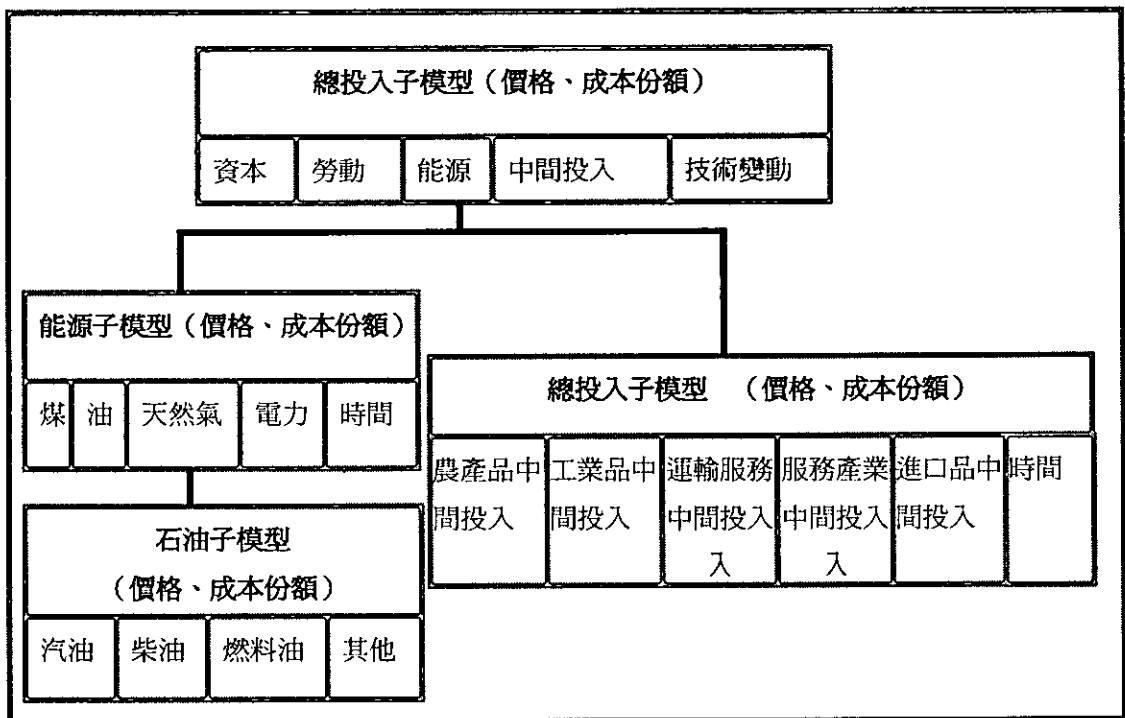 總投入子模型（價格、成本份額）
資本 勞動 能源 中間投入 技術變動
能源子模型（價格、成本份額）
煤 油 天然氣 電力 時間
石油子模型
（價格、成本份額）
汽油 柴油 燃料油 其他
總投入子模型 （價格、成本份額）
農產品中 工業品中 運輸服務 服務產業 進口品中 時間
間投入 間投入 中間投入 中間投入 間投入
入 入